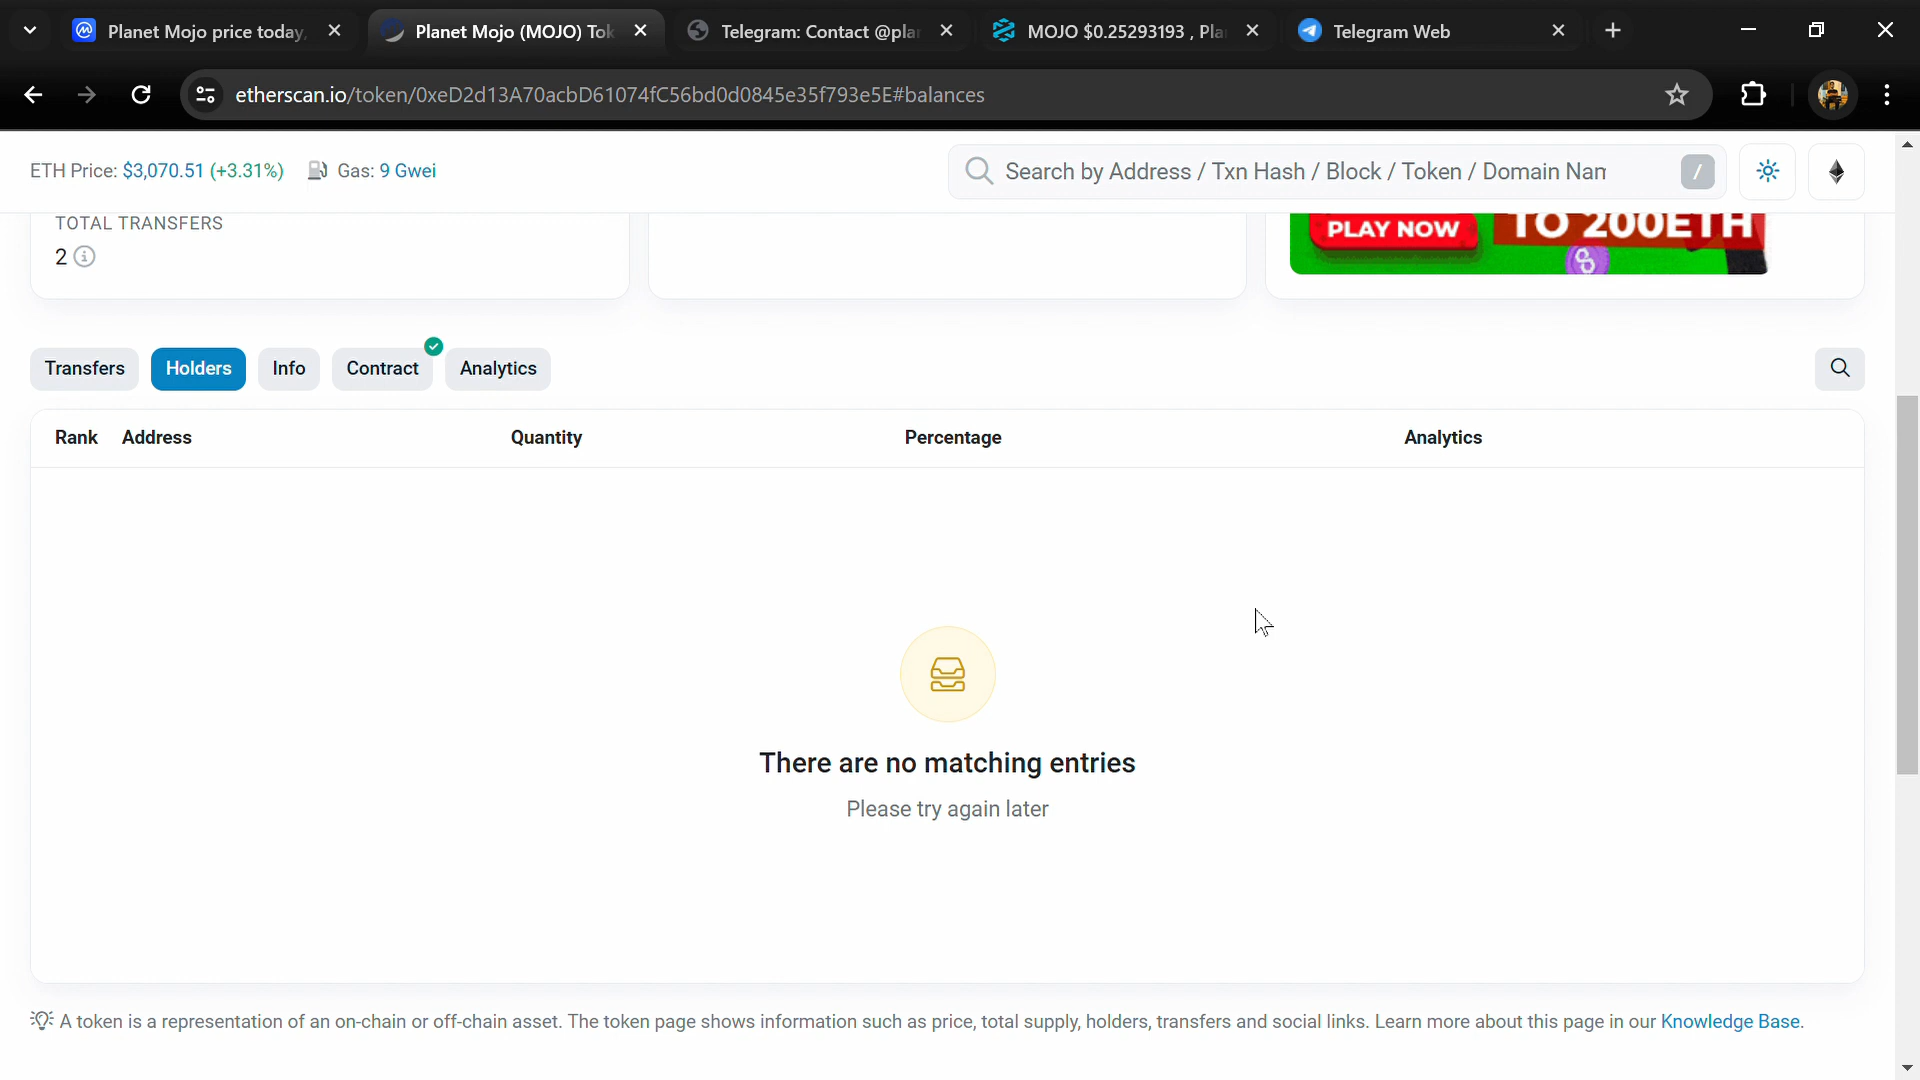 Planet Mojo price today,
Planet Mojo (MOJO) Tok
Telegram: Contact @pla
MOJO $0.25293193 , Pla
Telegram Web
etherscan.io/token/0xeD2d13A70acbD61074fC56bd0d0845e35f793e5E#balances
ETH Price: $3,070.51 (+3.31%) Gas: 9 Gwei
Search by Address / Txn Hash / Block / Token / Domain Nam
/
TOTAL TRANSFERS
2
PLAY NOW
TO 200ETH
Transfers Holders Info Contract Analytics
Rank Address Quantity Percentage Analytics
There are no matching entries
Please try again later
A token is a representation of an on-chain or off-chain asset. The token page shows information such as price, total supply, holders, transfers and social links. Learn more about this page in our Knowledge Base.